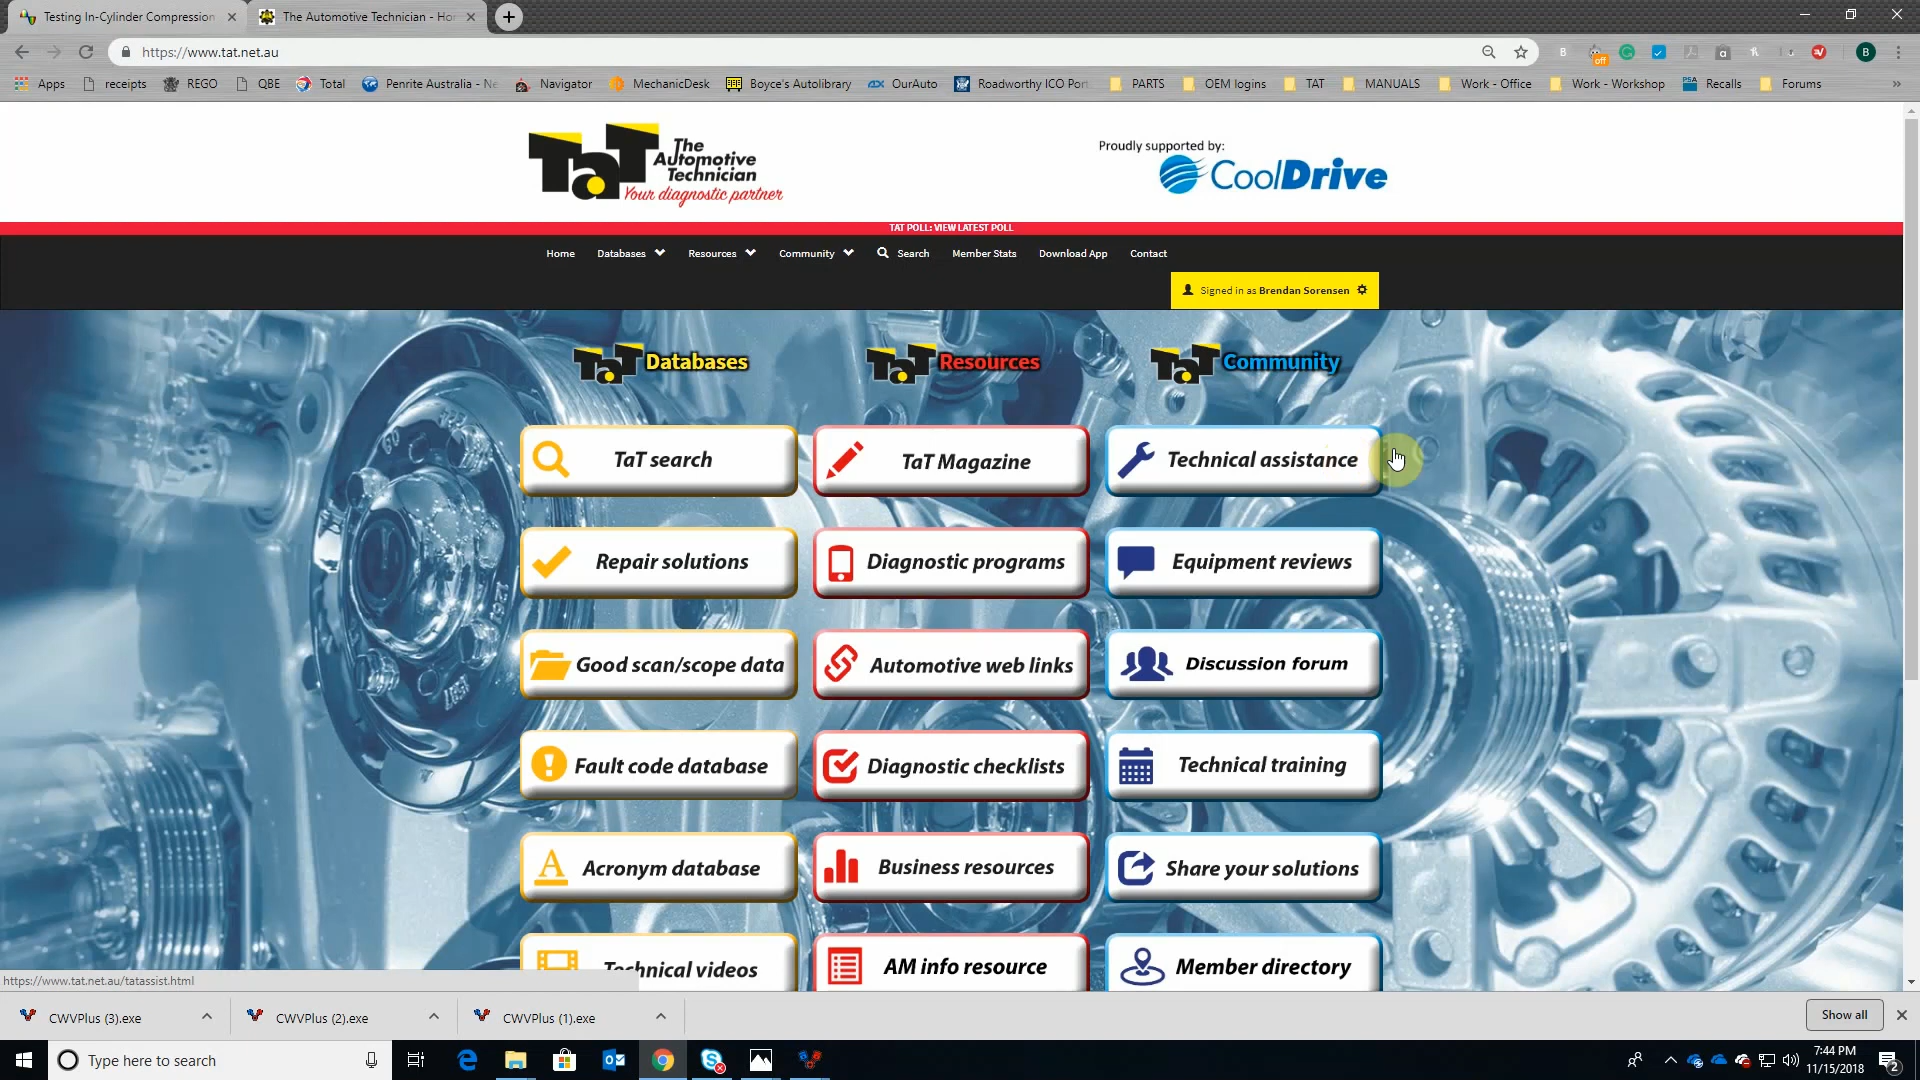 Testing In-Cylinder Compression
The Automotive Technician - Ho
https://www.tat.net.au
off
B
Apps
receipts
REGO
QBE
Total
Penrite Australia - Ne
Navigator
MechanicDesk
Boyce's Autolibrary
OurAuto
Roadworthy ICO Port
PARTS
OEM logins
TAT
MANUALS
Work - Office
Work - Workshop
Recalls
Forums
TaT The Automotive Technician
Your diagnostic partner
Proudly supported by:
CoolDrive
TAT POLL: VIEW LATEST POLL
Home
Databases
Resources
Community
Search
Member Stats
Download App
Contact
Signed in as Brendan Sorensen
TaT Databases
TaT Resources
TaT Community
TaT search
TaT Magazine
Technical assistance
Repair solutions
Diagnostic programs
Equipment reviews
Good scan/scope data
Automotive web links
Discussion forum
Fault code database
Diagnostic checklists
Technical training
Acronym database
Business resources
Share your solutions
Technical videos
AM info resource
Member directory
https://www.tat.net.au/tatassist.html
CWVPlus (3).exe
CWVPlus (2).exe
CWVPlus (1).exe
Show all
Type here to search
7:44 PM
11/15/2018
2